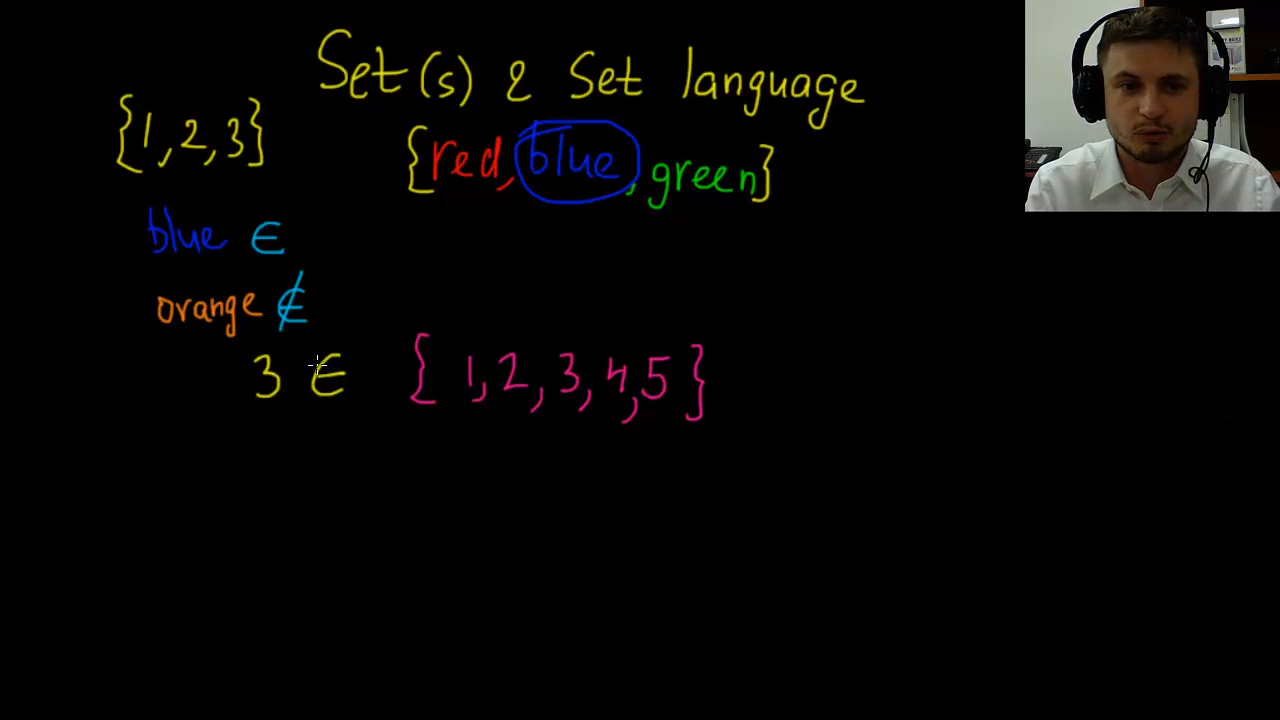 Set(s) & Set language
{1, 2, 3}
{red, blue, green}
blue ∈
orange ∉
3 ∈ { 1, 2, 3, 4, 5 }